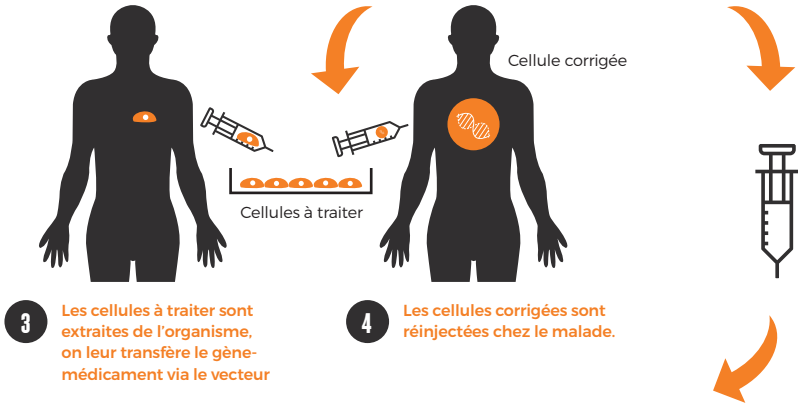 Cellule corrigée
Cellules à traiter
3
Les cellules à traiter sont
extraites de l'organisme,
on leur transfère le gène-
médicament via le vecteur
4
Les cellules corrigées sont
réinjectées chez le malade.